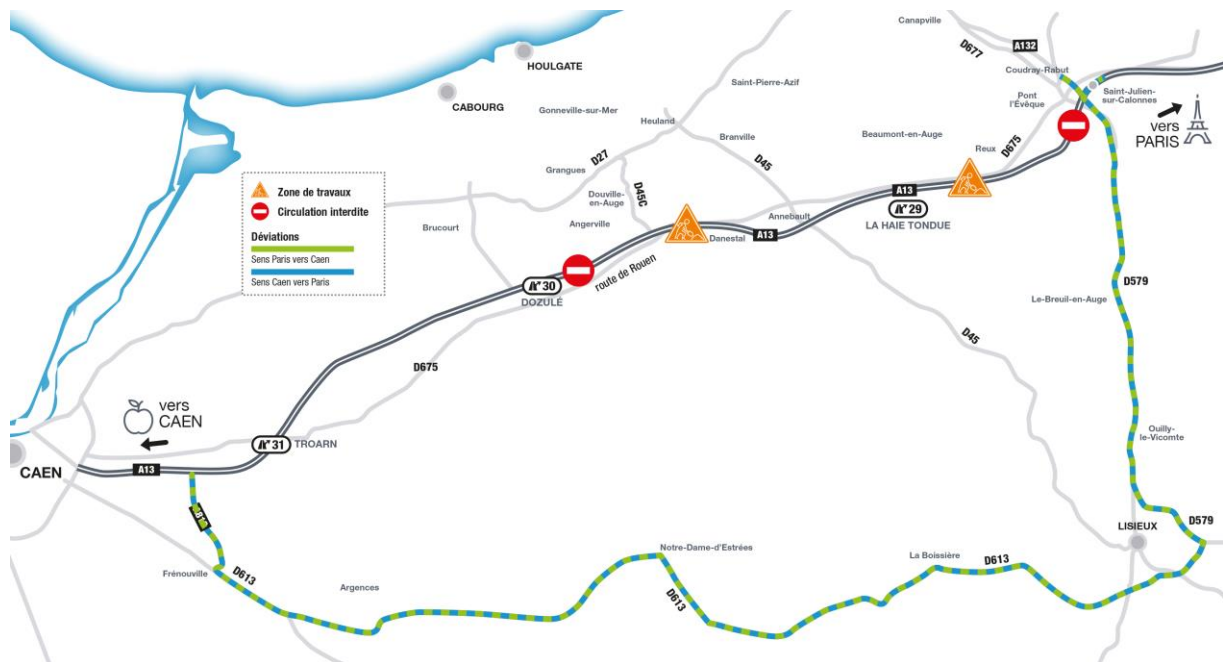 Canapville
D677
A132
Coudray-Rabut
HOULGATE
Saint-Pierre-Azif
Pont
l'Évêque
Saint-Julien-
sur-Calonnes
CABOURG
Gonneville-sur-Mer
Heuland
vers
PARIS
Branville
Beaumont-en-Auge
Reux
D675
D27
D45
Grangues
Zone de travaux
Circulation interdite
Déviations
Sens Paris vers Caen
Sens Caen vers Paris
Douville-
en-Auge
D45C
A13
29
LA HAIE TONDUE
Annebault
Brucourt
Angerville
Danestal
A13
route de Rouen
30
DOZULÉ
D579
Le-Breuil-en-Auge
D45
D675
vers
CAEN
31
TROARN
Ouilly-
le-Vicomte
CAEN
A13
LISIEUX
D579
Notre-Dame-d'Estrées
La Boissière
D613
Frénouville
D613
Argences
D613